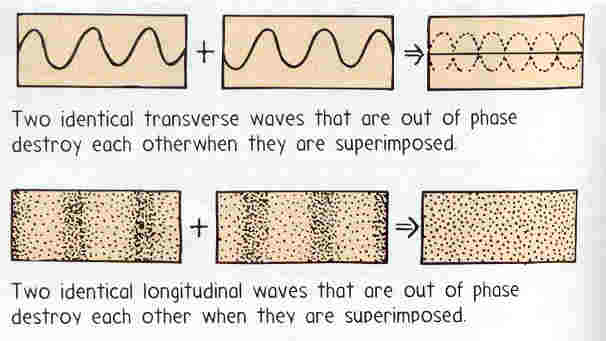 + ⇒
Two identical transverse waves that are out of phase
destroy each otherwhen they are superimposed.
+ ⇒
Two identical longitudinal waves that are out of phase
destroy each other when they are superimposed.